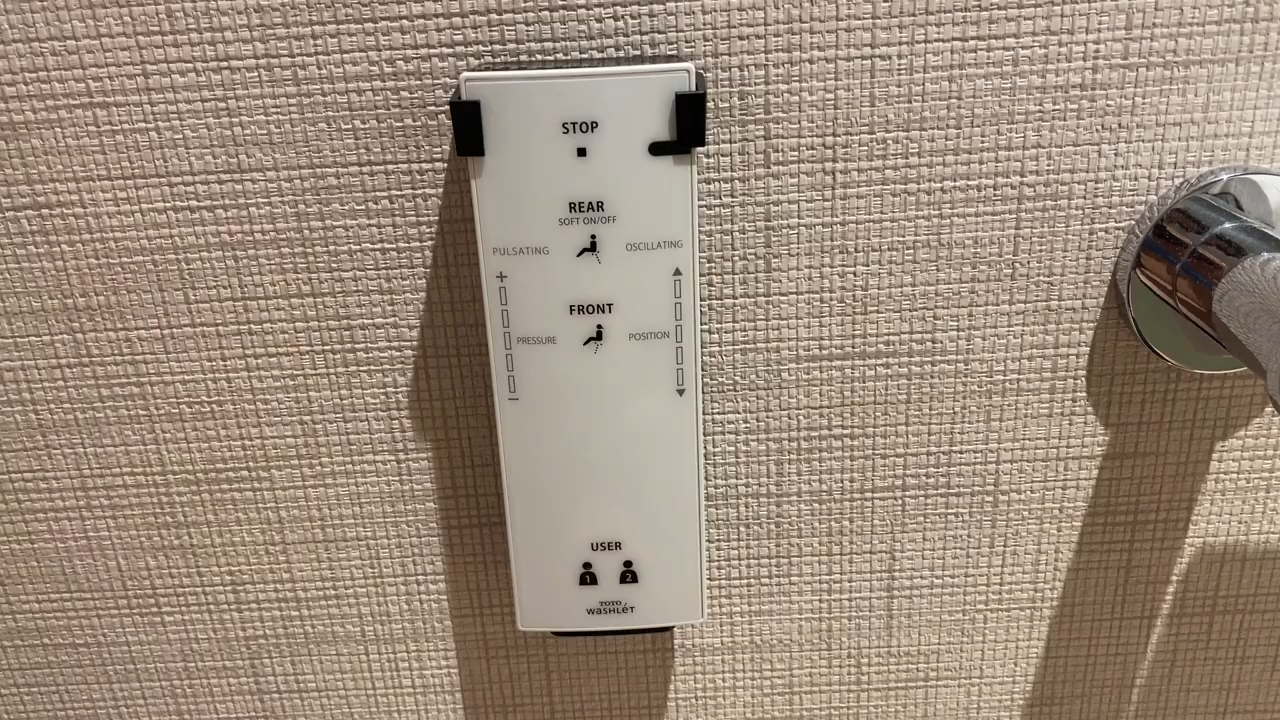 STOP
REAR
SOFT ON/OFF
PULSATING
OSCILLATING
+
FRONT
PRESSURE
POSITION
−
USER
1 2
TOTO
WASHLET